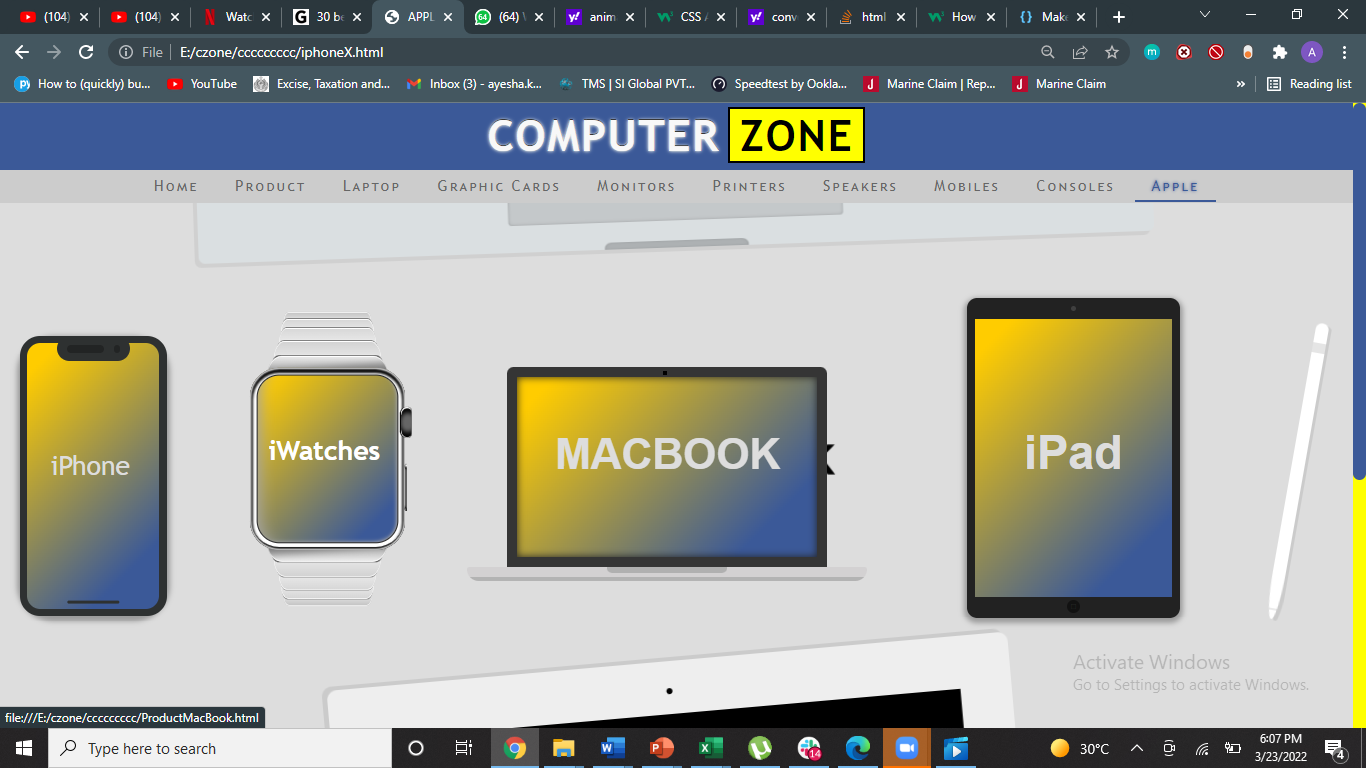 (104)
(104)
Watc
30 be
APPL
(64) \
anim
CSS
conv
html
How
Make
File
E:/czone/ccccccccc/iphoneX.html
A
How to (quickly) bu...
YouTube
Excise, Taxation and...
Inbox (3) - ayesha.k...
TMS | SI Global PVT...
Speedtest by Ookla...
Marine Claim | Rep...
Marine Claim
»
Reading list
COMPUTER ZONE
Home Product Laptop Graphic Cards Monitors Printers Speakers Mobiles Consoles Apple
iPhone
iWatches
MACBOOK
iPad
Activate Windows
Go to Settings to activate Windows.
file:///E:/czone/ccccccccc/ProductMacBook.html
Type here to search
14
30°C
6:07 PM
3/23/2022
4